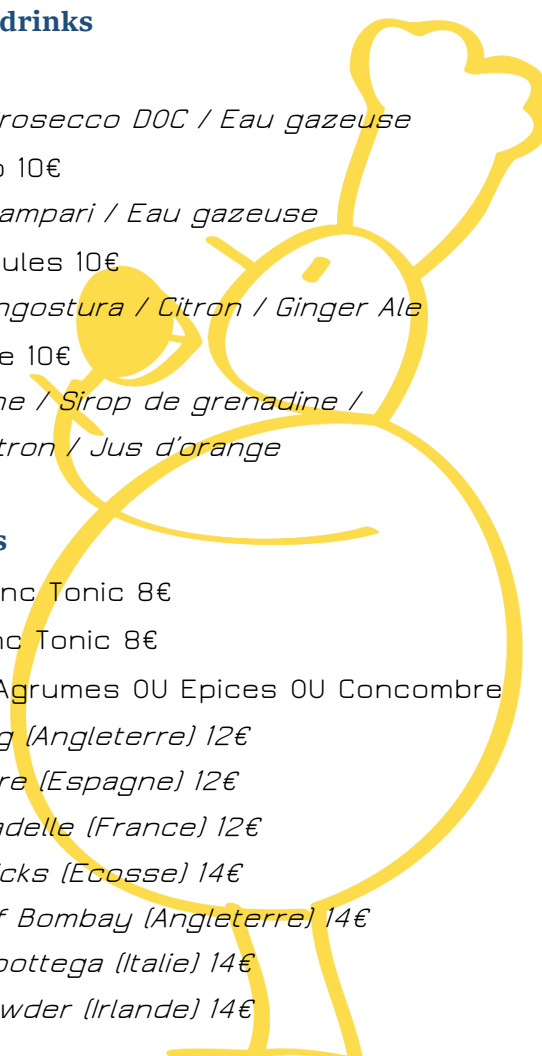 drinks
rosecco DOC / Eau gazeuse
o 10€
ampari / Eau gazeuse
ules 10€
ngostura / Citron / Ginger Ale
e 10€
ne / Sirop de grenadine /
tron / Jus d'orange
s
nc Tonic 8€
nc Tonic 8€
Agrumes OU Epices OU Concombre
g (Angleterre) 12€
re (Espagne) 12€
adelle (France) 12€
icks (Ecosse) 14€
f Bombay (Angleterre) 14€
bottega (Italie) 14€
wder (Irlande) 14€